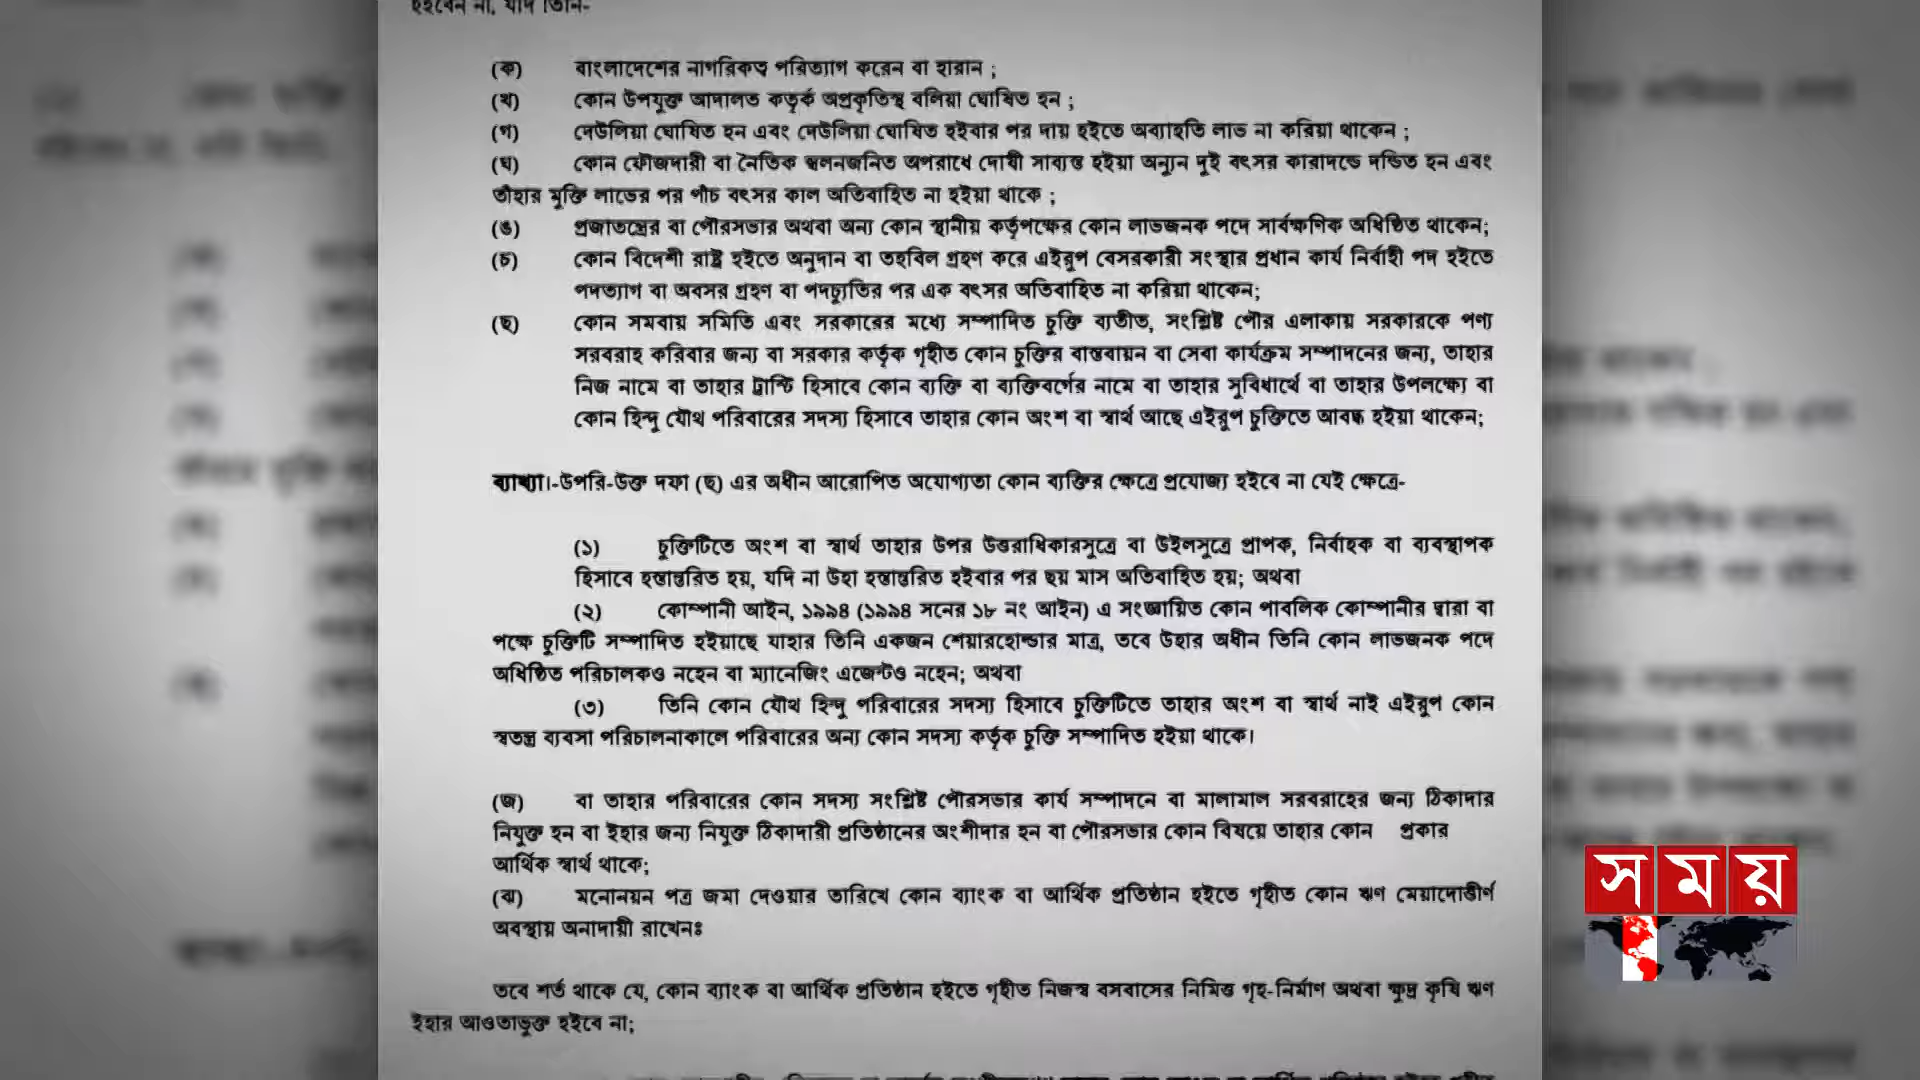 হইবেন না, যদি তিনি-
(ক) বাংলাদেশের নাগরিকত্ব পরিত্যাগ করেন বা হারান ;
(খ) কোন উপযুক্ত আদালত কর্তৃক অপ্রকৃতিস্থ বলিয়া ঘোষিত হন ;
(গ) দেউলিয়া ঘোষিত হন এবং দেউলিয়া ঘোষিত হইবার পর দায় হইতে অব্যাহতি লাভ না করিয়া থাকেন ;
(ঘ) কোন ফৌজদারী বা নৈতিক স্খলনজনিত অপরাধে দোষী সাব্যস্ত হইয়া অন্যূন দুই বৎসর কারাদন্ডে দন্ডিত হন এবং
তাঁহার মুক্তি লাভের পর পাঁচ বৎসর কাল অতিবাহিত না হইয়া থাকে ;
(ঙ) প্রজাতন্ত্রের বা পৌরসভার অথবা অন্য কোন স্থানীয় কর্তৃপক্ষের কোন লাভজনক পদে সার্বক্ষণিক অধিষ্ঠিত থাকেন;
(চ) কোন বিদেশী রাষ্ট্র হইতে অনুদান বা তহবিল গ্রহণ করে এইরুপ বেসরকারী সংস্থার প্রধান কার্য নির্বাহী পদ হইতে
পদত্যাগ বা অবসর গ্রহণ বা পদচ্যুতির পর এক বৎসর অতিবাহিত না করিয়া থাকেন;
(ছ) কোন সমবায় সমিতি এবং সরকারের মধ্যে সম্পাদিত চুক্তি ব্যতীত, সংশ্লিষ্ট পৌর এলাকায় সরকারকে পণ্য
সরবরাহ করিবার জন্য বা সরকার কর্তৃক গৃহীত কোন চুক্তির বাস্তবায়ন বা সেবা কার্যক্রম সম্পাদনের জন্য, তাহার
নিজ নামে বা তাহার ট্রাস্টি হিসাবে কোন ব্যক্তি বা ব্যক্তিবর্গের নামে বা তাহার সুবিধার্থে বা তাহার উপলক্ষ্যে বা
কোন হিন্দু যৌথ পরিবারের সদস্য হিসাবে তাহার কোন অংশ বা স্বার্থ আছে এইরুপ চুক্তিতে আবদ্ধ হইয়া থাকেন;
ব্যাখ্যা।-উপরি-উক্ত দফা (ছ) এর অধীন আরোপিত অযোগ্যতা কোন ব্যক্তির ক্ষেত্রে প্রযোজ্য হইবে না যেই ক্ষেত্রে-
(১) চুক্তিটিতে অংশ বা স্বার্থ তাহার উপর উত্তরাধিকারসূত্রে বা উইলসূত্রে প্রাপক, নির্বাহক বা ব্যবস্থাপক
হিসাবে হস্তান্তরিত হয়, যদি না উহা হস্তান্তরিত হইবার পর ছয় মাস অতিবাহিত হয়; অথবা
(২) কোম্পানী আইন, ১৯৯৪ (১৯৯৪ সনের ১৮ নং আইন) এ সংজ্ঞায়িত কোন পাবলিক কোম্পানীর দ্বারা বা
পক্ষে চুক্তিটি সম্পাদিত হইয়াছে যাহার তিনি একজন শেয়ারহোল্ডার মাত্র, তবে উহার অধীন তিনি কোন লাভজনক পদে
অধিষ্ঠিত পরিচালকও নহেন বা ম্যানেজিং এজেন্টও নহেন; অথবা
(৩) তিনি কোন যৌথ হিন্দু পরিবারের সদস্য হিসাবে চুক্তিটিতে তাহার অংশ বা স্বার্থ নাই এইরুপ কোন
স্বতন্ত্র ব্যবসা পরিচালনাকালে পরিবারের অন্য কোন সদস্য কর্তৃক চুক্তি সম্পাদিত হইয়া থাকে।
(জ) বা তাহার পরিবারের কোন সদস্য সংশ্লিষ্ট পৌরসভার কার্য সম্পাদনে বা মালামাল সরবরাহের জন্য ঠিকাদার
নিযুক্ত হন বা ইহার জন্য নিযুক্ত ঠিকাদারী প্রতিষ্ঠানের অংশীদার হন বা পৌরসভার কোন বিষয়ে তাহার কোন প্রকার
আর্থিক স্বার্থ থাকে;
(ঝ) মনোনয়ন পত্র জমা দেওয়ার তারিখে কোন ব্যাংক বা আর্থিক প্রতিষ্ঠান হইতে গৃহীত কোন ঋণ মেয়াদোত্তীর্ণ
অবস্থায় অনাদায়ী রাখেনঃ
তবে শর্ত থাকে যে, কোন ব্যাংক বা আর্থিক প্রতিষ্ঠান হইতে গৃহীত নিজস্ব বসবাসের নিমিত্ত গৃহ-নির্মাণ অথবা ক্ষুদ্র কৃষি ঋণ
ইহার আওতাভুক্ত হইবে না;
সময়